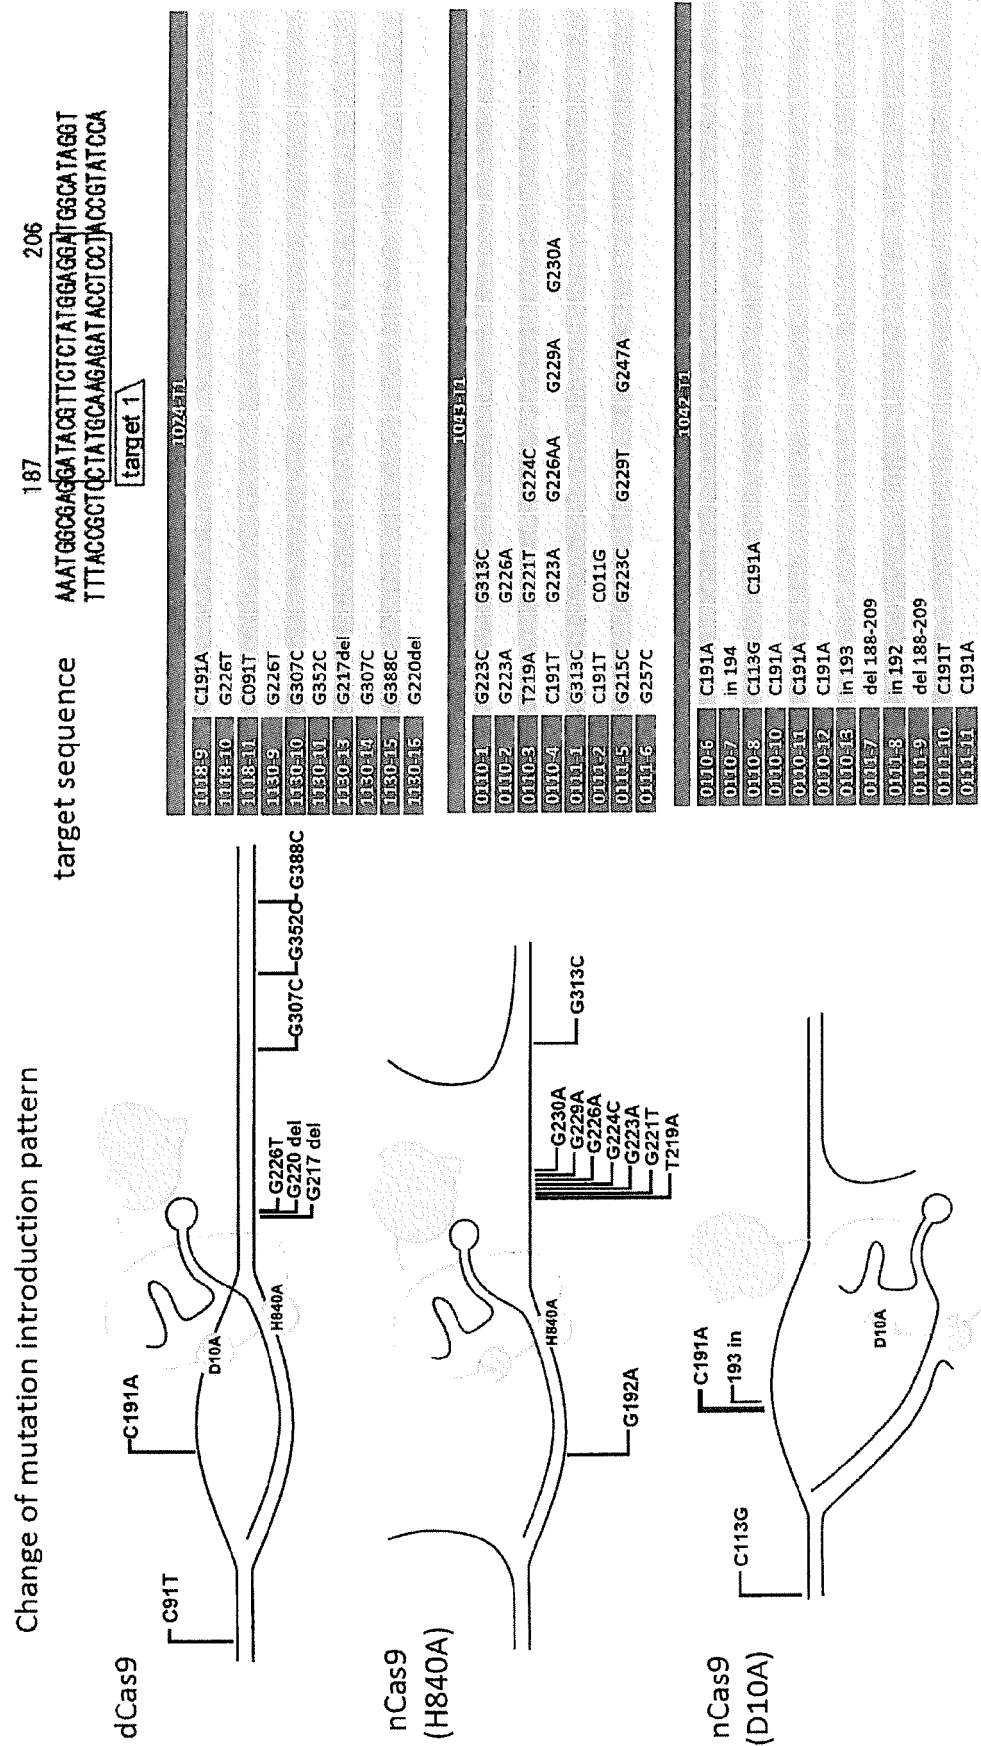 Change of mutation introduction pattern
dCas9
C91T
C191A
D10A
H840A
G226T
G220 del
G217 del
G307C
G352C
G388C
nCas9
(H840A)
G192A
H840A
G230A
G229A
G226A
G224C
G223A
G221T
T219A
G313C
nCas9
(D10A)
C113G
C191A
193 in
D10A
target sequence
187 206
AAATGGCGAGGATACGTTCTCTATGGAGGATGGCATAGGT
TTTACCGCTCCTATGCAAGAGATACCTCCTACCGTATCCA
target 1
1024-T1
1118-9 C191A
1118-10 G226T
1118-11 C091T
1130-9 G226T
1130-10 G307C
1130-11 G352C
1130-13 G217del
1130-14 G307C
1130-15 G388C
1130-16 G220del
1043-T1
0110-1 G223C G313C
0110-2 G223A G226A
0110-3 T219A G221T G224C
0110-4 C191T G223A G226AA G229A G230A
0111-1 G313C
0111-2 C191T C011G
0111-5 G215C G223C G229T G247A
0111-6 G257C
1042-T1
0110-6 C191A
0110-7 in 194
0110-8 C113G C191A
0110-10 C191A
0110-11 C191A
0110-12 C191A
0110-13 in 193
0111-7 del 188-209
0111-8 in 192
0111-9 del 188-209
0111-10 C191T
0111-11 C191A